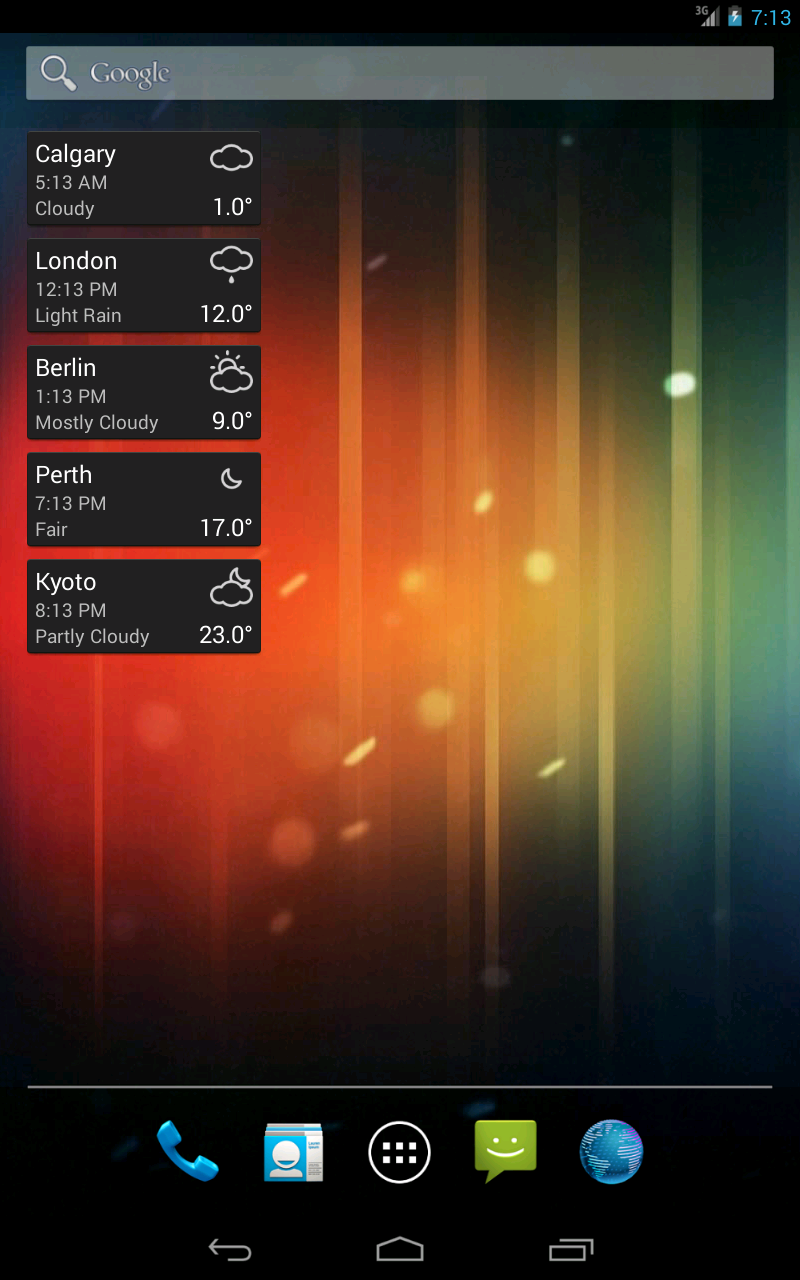 3G 7:13
Google
Calgary
5:13 AM
Cloudy 1.0°
London
12:13 PM
Light Rain 12.0°
Berlin
1:13 PM
Mostly Cloudy 9.0°
Perth
7:13 PM
Fair 17.0°
Kyoto
8:13 PM
Partly Cloudy 23.0°